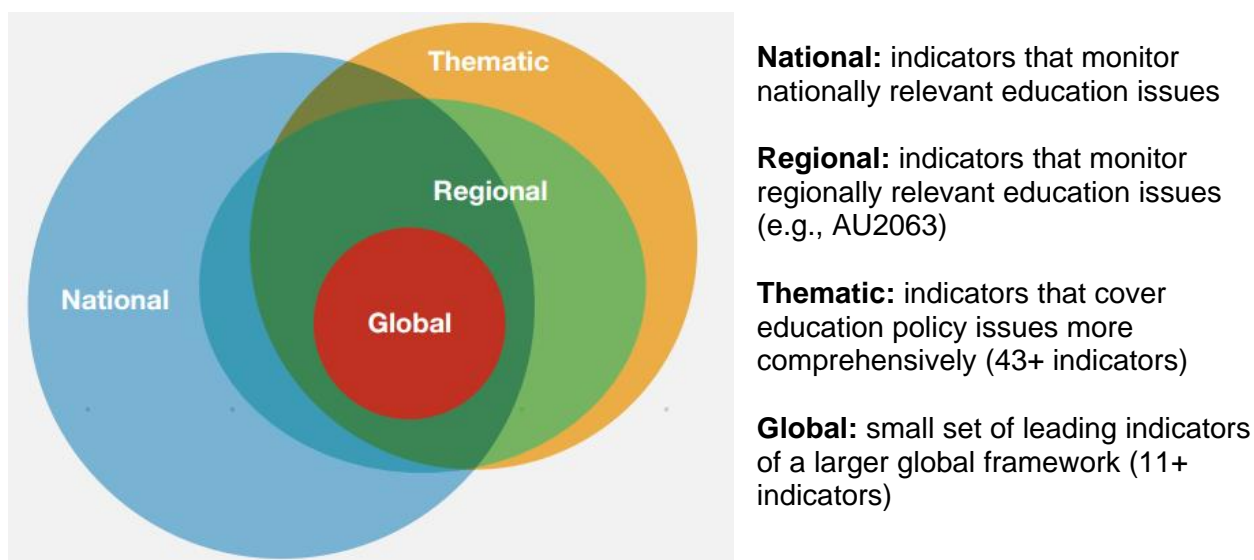 Thematic
Regional
National
Global
National: indicators that monitor
nationally relevant education issues
Regional: indicators that monitor
regionally relevant education issues
(e.g., AU2063)
Thematic: indicators that cover
education policy issues more
comprehensively (43+ indicators)
Global: small set of leading indicators
of a larger global framework (11+
indicators)